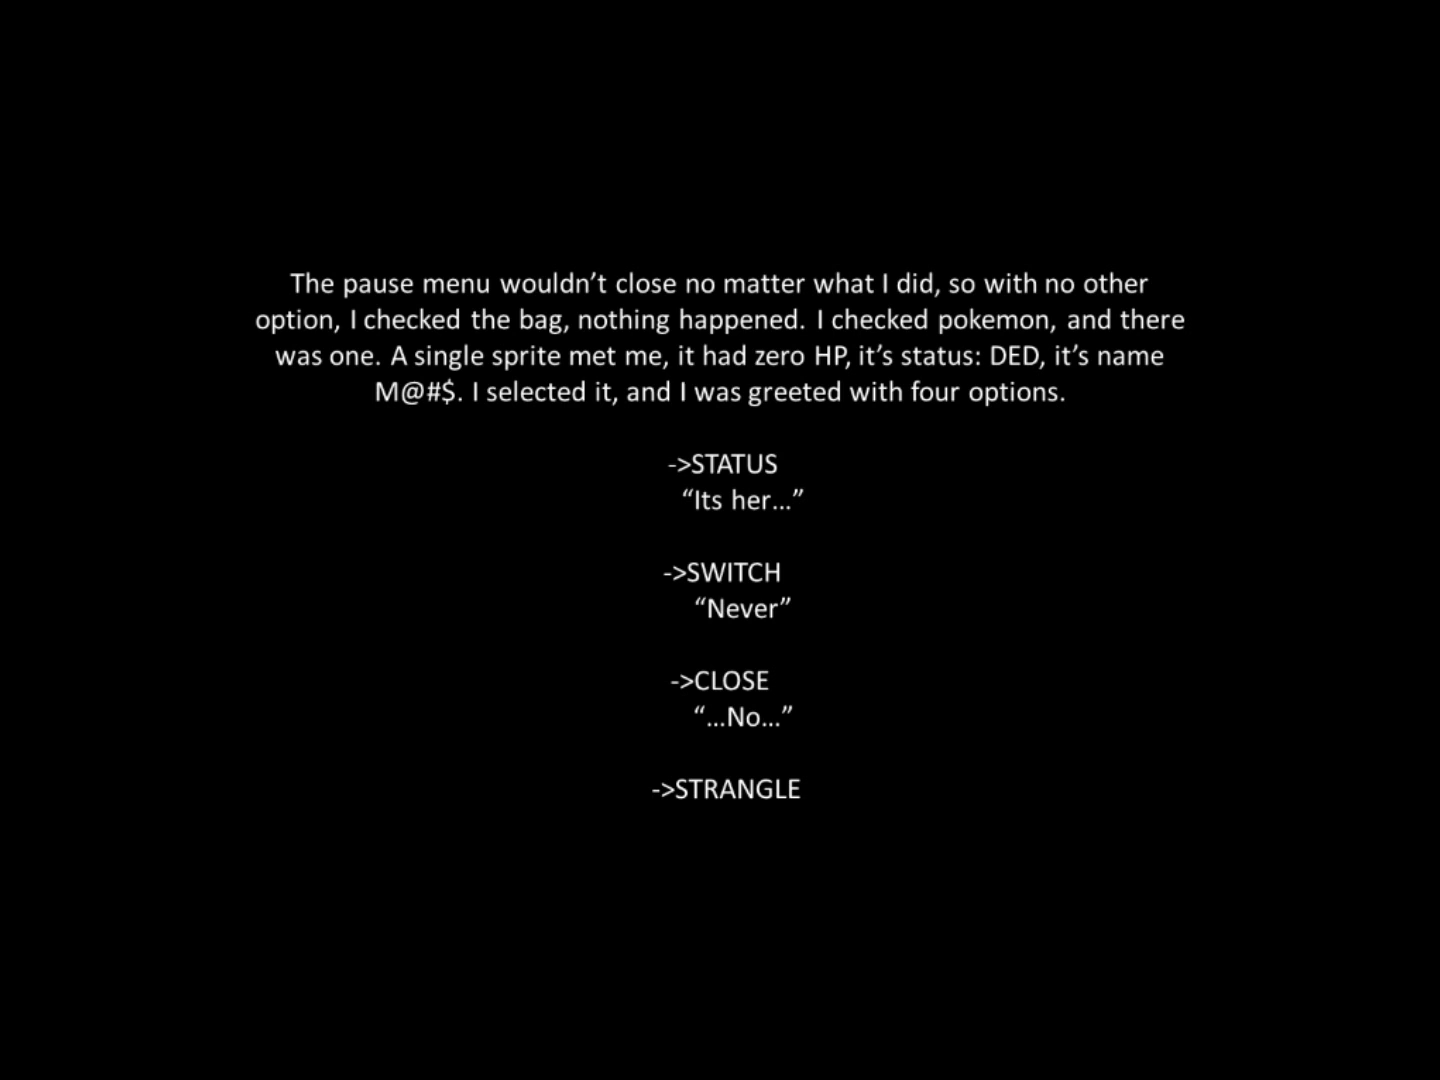 The pause menu wouldn’t close no matter what I did, so with no other
option, I checked the bag, nothing happened. I checked pokemon, and there
was one. A single sprite met me, it had zero HP, it’s status: DED, it’s name
M@#$. I selected it, and I was greeted with four options.
->STATUS
“Its her…”
->SWITCH
“Never”
->CLOSE
“…No…”
->STRANGLE